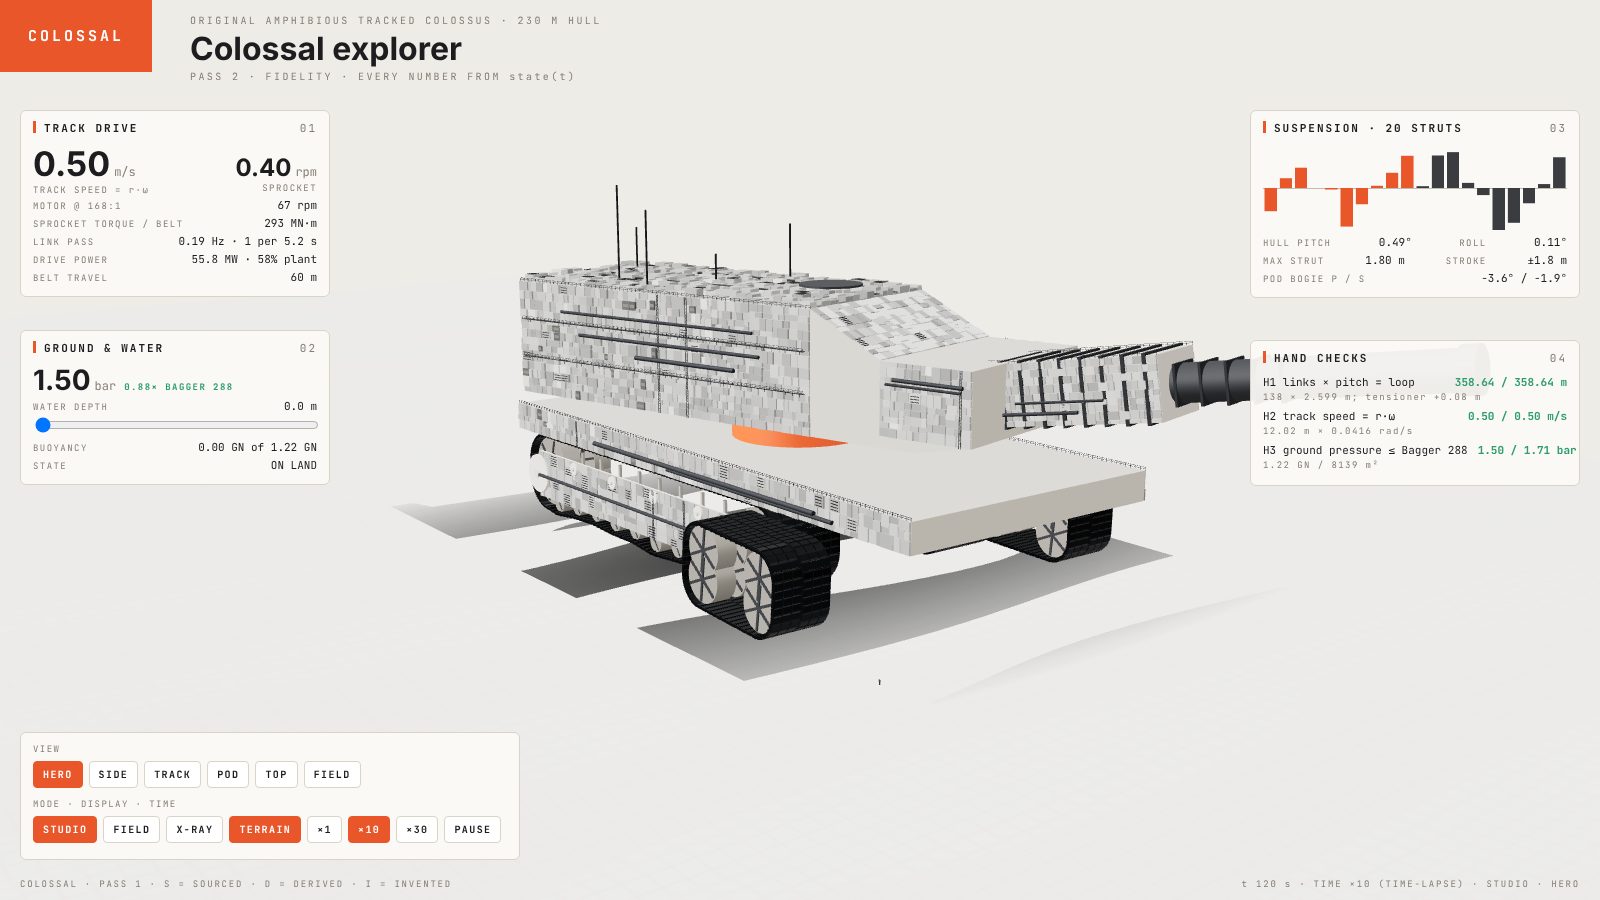 COLOSSAL
ORIGINAL AMPHIBIOUS TRACKED COLOSSUS · 230 M HULL
Colossal explorer
PASS 2 · FIDELITY · EVERY NUMBER FROM state(t)
TRACK DRIVE 01
0.50 m/s 0.40 rpm
TRACK SPEED = r·ω SPROCKET
MOTOR @ 168:1 67 rpm
SPROCKET TORQUE / BELT 293 MN·m
LINK PASS 0.19 Hz · 1 per 5.2 s
DRIVE POWER 55.8 MW · 58% plant
BELT TRAVEL 60 m
GROUND & WATER 02
1.50 bar 0.88× BAGGER 288
WATER DEPTH 0.0 m
BUOYANCY 0.00 GN of 1.22 GN
STATE ON LAND
SUSPENSION · 20 STRUTS 03
HULL PITCH 0.49° ROLL 0.11°
MAX STRUT 1.80 m STROKE ±1.8 m
POD BOGIE P / S -3.6° / -1.9°
HAND CHECKS 04
H1 links × pitch = loop 358.64 / 358.64 m
138 × 2.599 m; tensioner +0.08 m
H2 track speed = r·ω 0.50 / 0.50 m/s
12.02 m × 0.0416 rad/s
H3 ground pressure ≤ Bagger 288 1.50 / 1.71 bar
1.22 GN / 8139 m²
VIEW
HERO SIDE TRACK POD TOP FIELD
MODE · DISPLAY · TIME
STUDIO FIELD X-RAY TERRAIN ×1 ×10 ×30 PAUSE
COLOSSAL · PASS 1 · S = SOURCED · D = DERIVED · I = INVENTED
t 120 s · TIME ×10 (TIME-LAPSE) · STUDIO · HERO